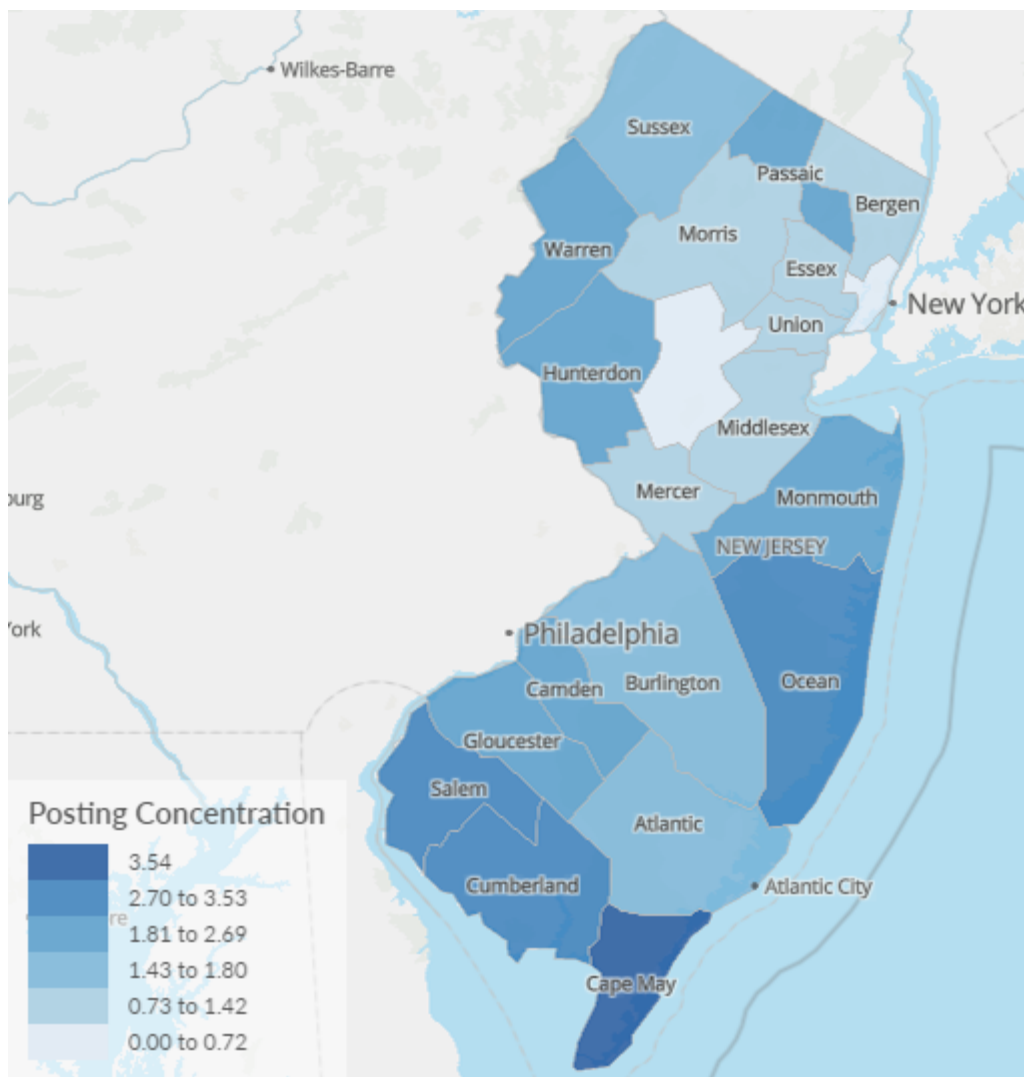 Wilkes-Barre
Sussex
Passaic
Bergen
Morris
Warren
Essex
New York
Union
Hunterdon
Middlesex
Mercer
Monmouth
burg
NEW JERSEY
York
Philadelphia
Camden
Burlington
Ocean
Gloucester
Salem
Atlantic
Cumberland
Atlantic City
Cape May
Posting Concentration
3.54
2.70 to 3.53
1.81 to 2.69
1.43 to 1.80
0.73 to 1.42
0.00 to 0.72